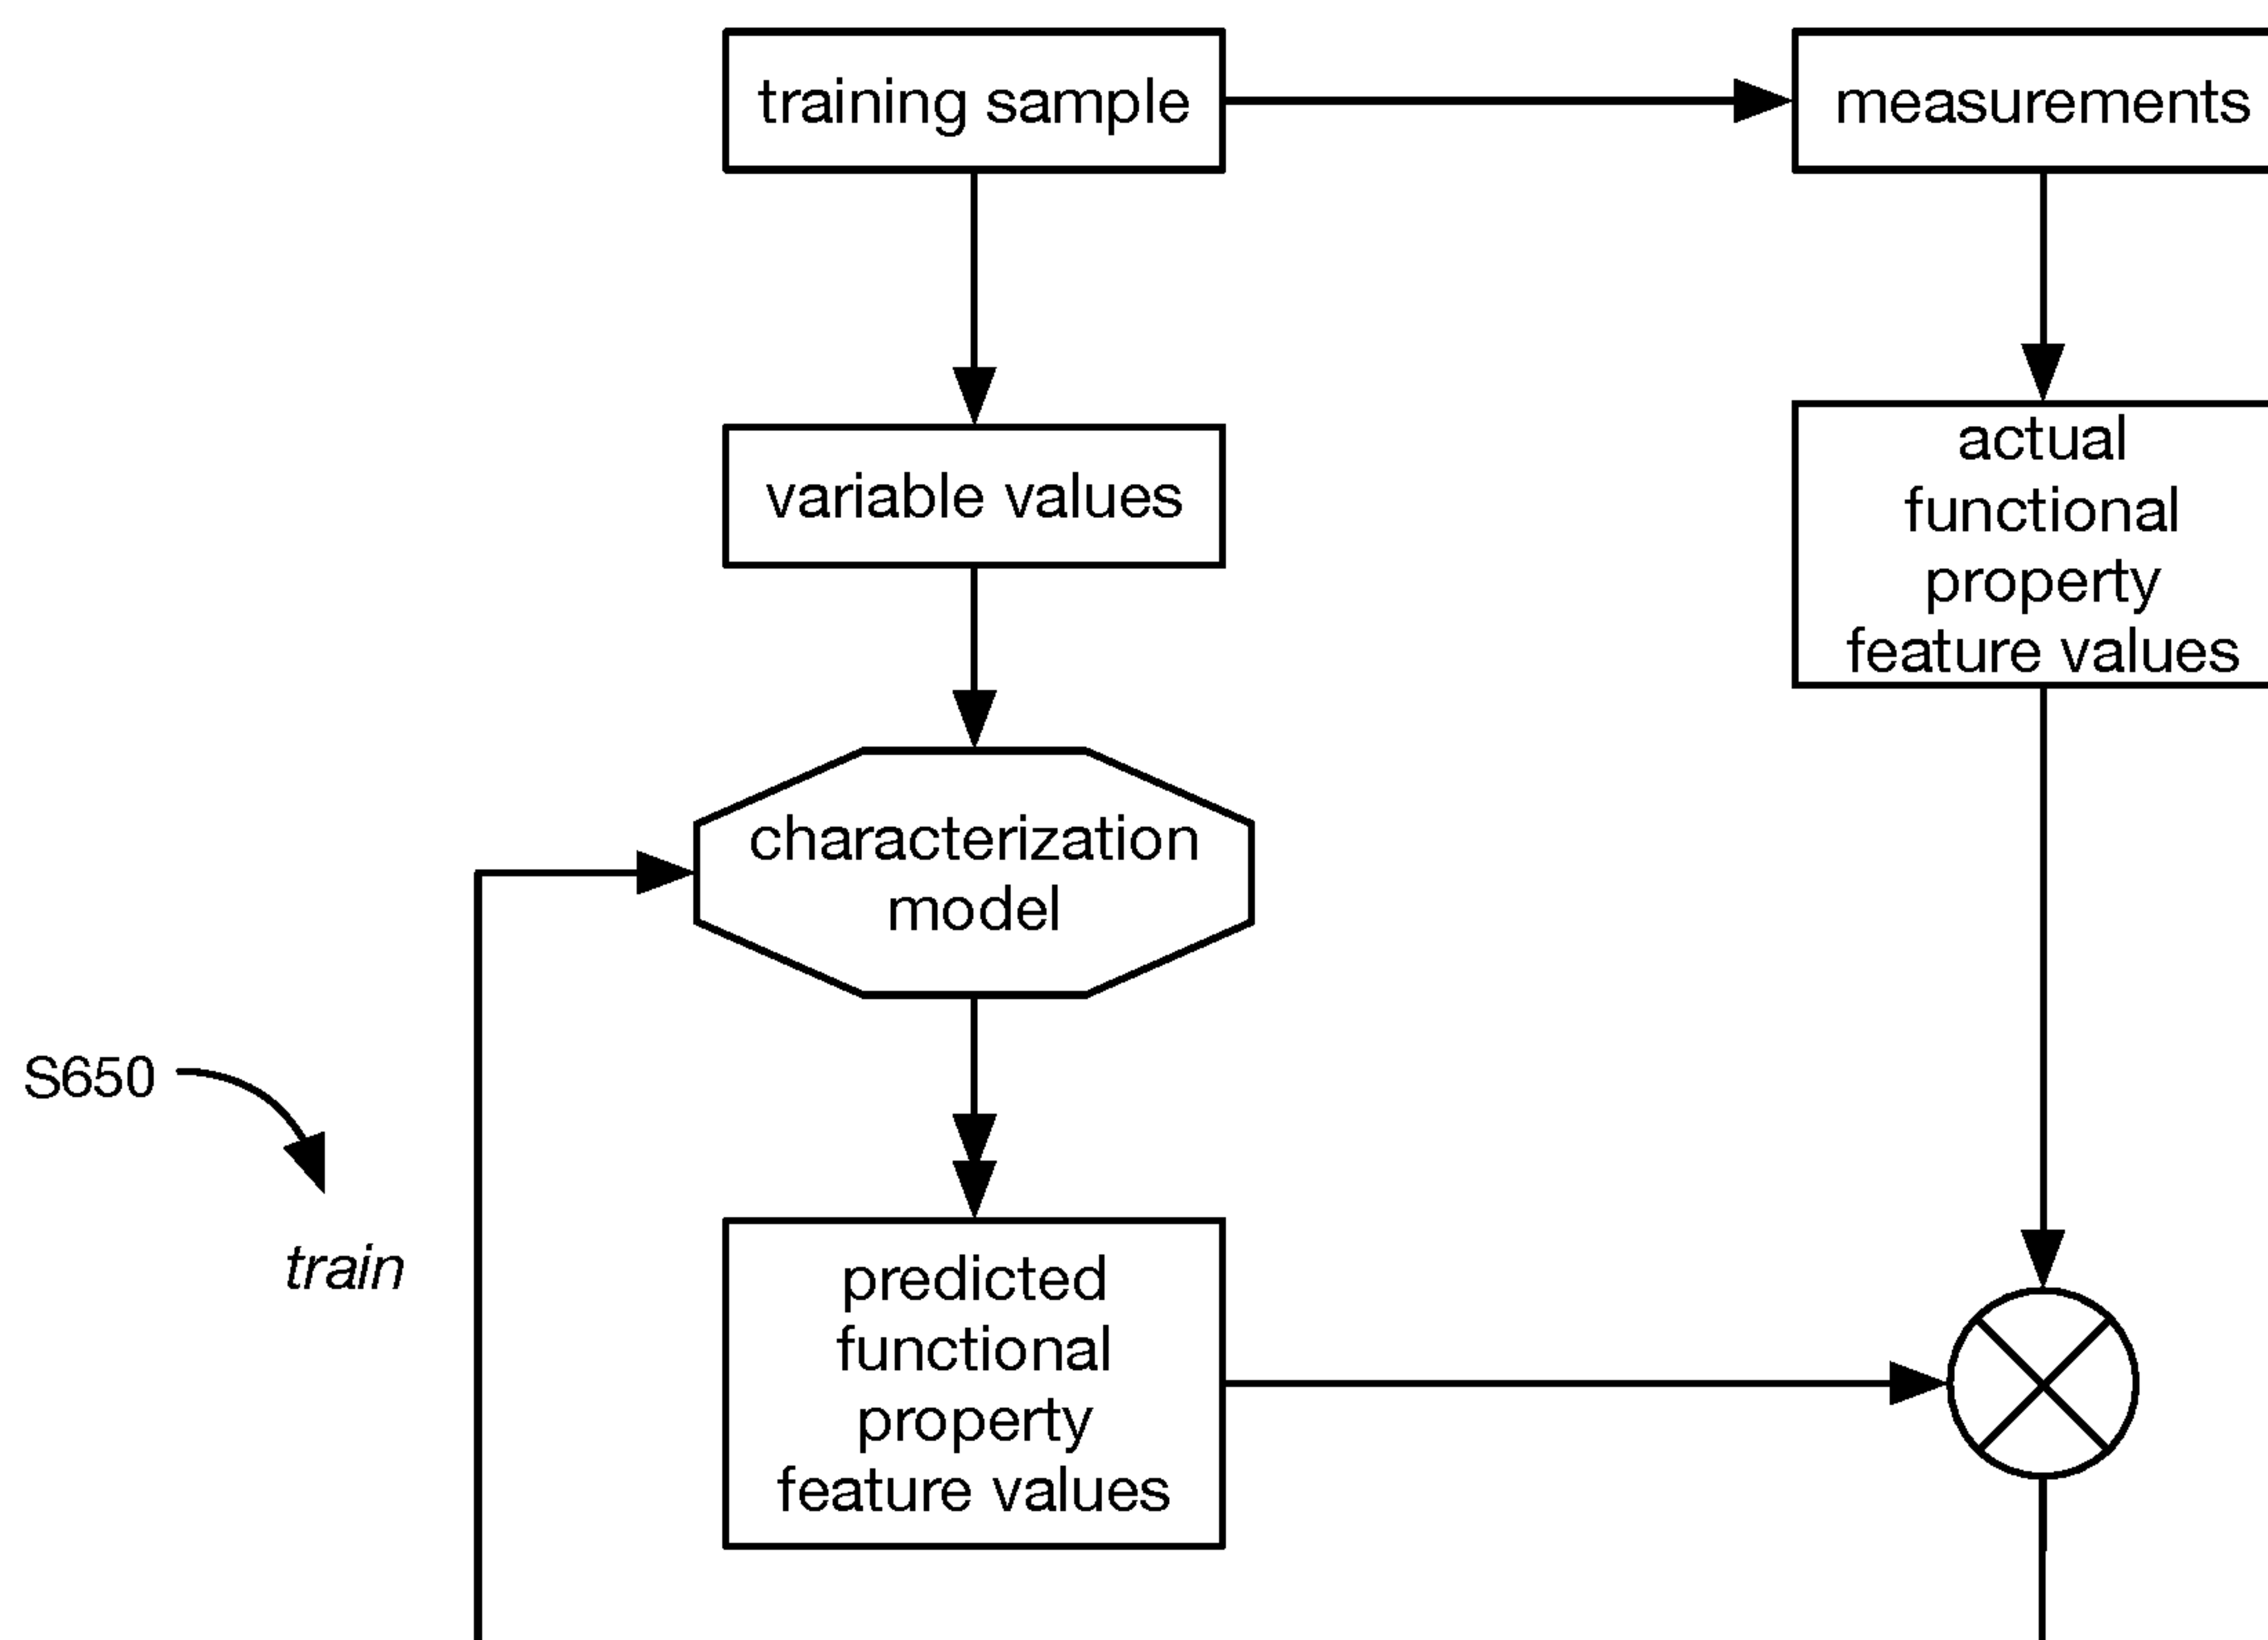 training sample
measurements
variable values
actual
functional
property
feature values
characterization
model
S650
train
predicted
functional
property
feature values